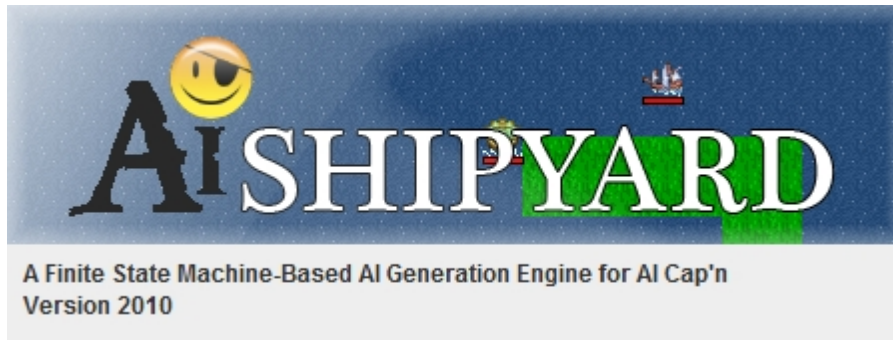 AI SHIPYARD
A Finite State Machine-Based AI Generation Engine for AI Cap'n
Version 2010